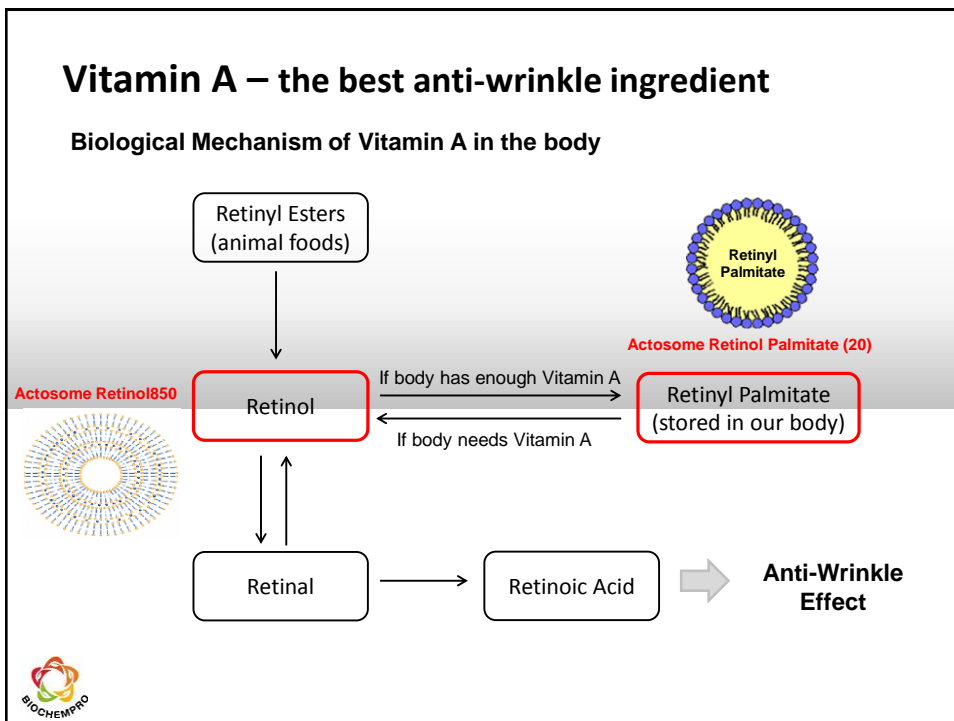 Vitamin A – the best anti-wrinkle ingredient
Biological Mechanism of Vitamin A in the body
Retinyl Esters
(animal foods)
Retinyl
Palmitate
Actosome Retinol Palmitate (20)
Actosome Retinol850
Retinol
If body has enough Vitamin A
If body needs Vitamin A
Retinyl Palmitate
(stored in our body)
Retinal
Retinoic Acid
Anti-Wrinkle
Effect
BIOCHEMPRO